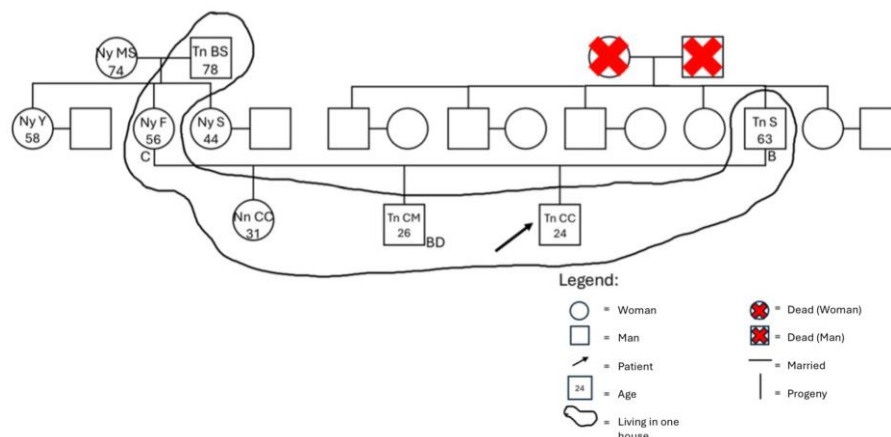 Ny MS
74
Tn BS
78
Ny Y
58
Ny F
56
C
Ny S
44
Tn S
63
B
Nn CC
31
Tn CM
26
BD
Tn CC
24
Legend:
= Woman
= Man
= Patient
24 = Age
= Living in one
house
= Dead (Woman)
= Dead (Man)
= Married
= Progeny